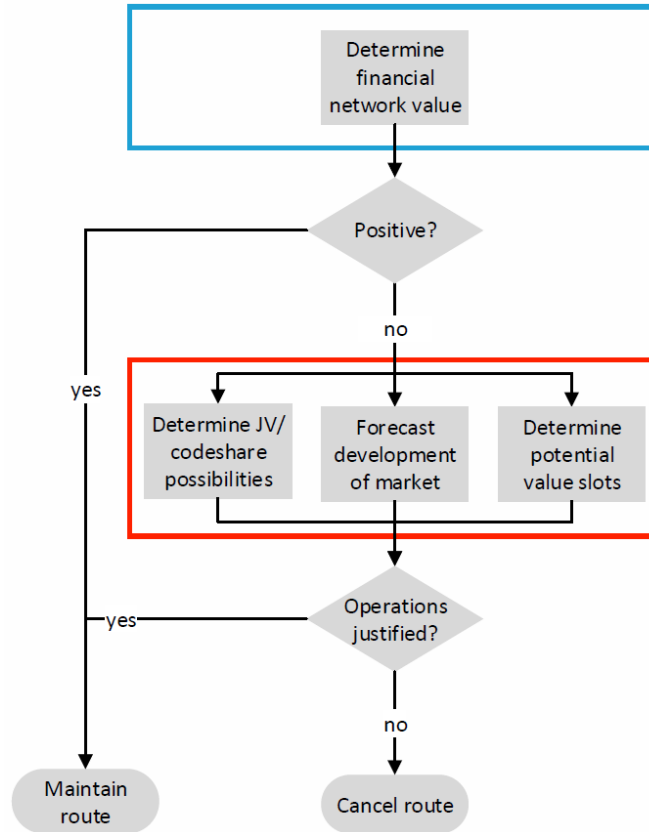 Determine
financial
network value
Positive?
no
yes
Determine JV/
codeshare
possibilities
Forecast
development
of market
Determine
potential
value slots
Operations
justified?
yes
no
Maintain
route
Cancel route